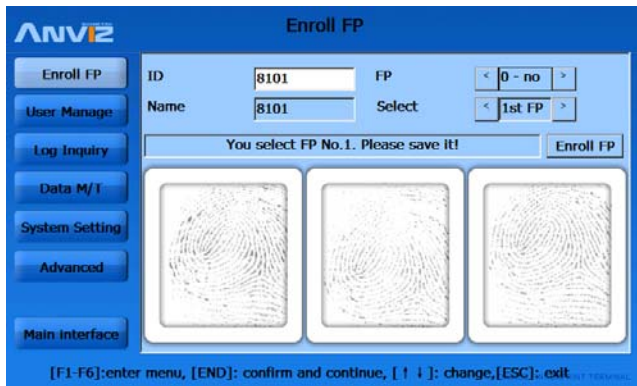 ANViZ
Enroll FP
Enroll FP
ID 8101 FP < 0 - no >
User Manage
Name 8101 Select < 1st FP >
Log Inquiry
You select FP No.1. Please save it! Enroll FP
Data M/T
System Setting
Advanced
Main interface
[F1-F6]:enter menu, [END]: confirm and continue, [ ↑ ↓ ]: change,[ESC]: exit